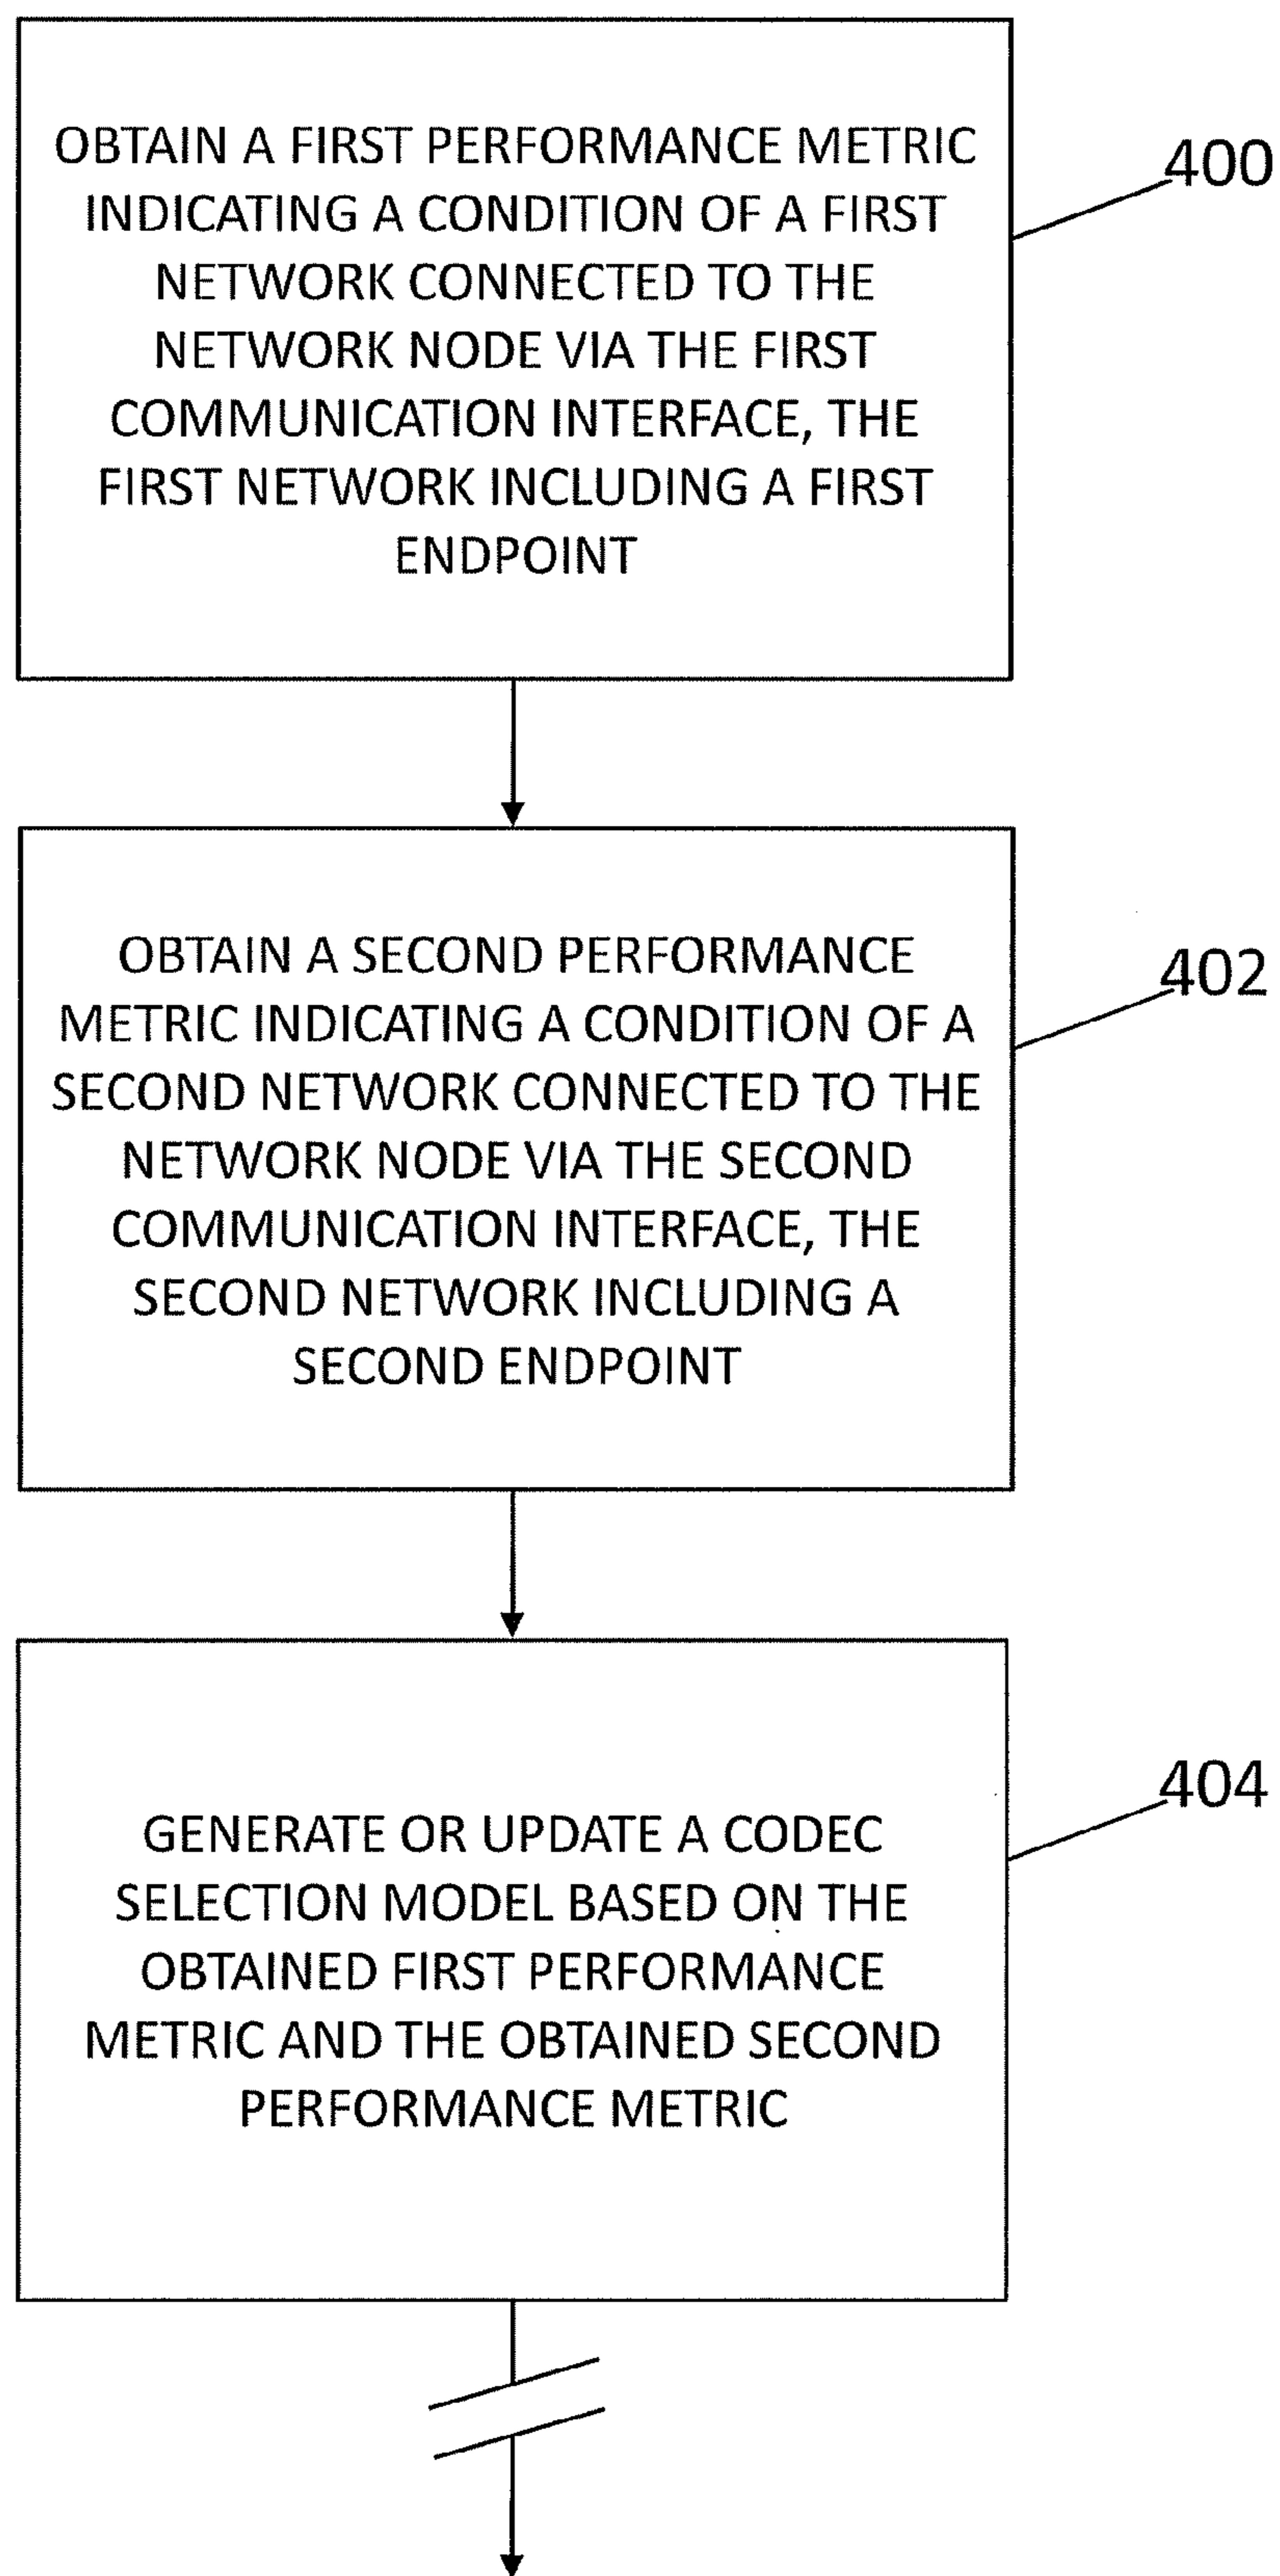 OBTAIN A FIRST PERFORMANCE METRIC
INDICATING A CONDITION OF A FIRST
NETWORK CONNECTED TO THE
NETWORK NODE VIA THE FIRST
COMMUNICATION INTERFACE, THE
FIRST NETWORK INCLUDING A FIRST
ENDPOINT
400
OBTAIN A SECOND PERFORMANCE
METRIC INDICATING A CONDITION OF A
SECOND NETWORK CONNECTED TO THE
NETWORK NODE VIA THE SECOND
COMMUNICATION INTERFACE, THE
SECOND NETWORK INCLUDING A
SECOND ENDPOINT
402
GENERATE OR UPDATE A CODEC
SELECTION MODEL BASED ON THE
OBTAINED FIRST PERFORMANCE
METRIC AND THE OBTAINED SECOND
PERFORMANCE METRIC
404